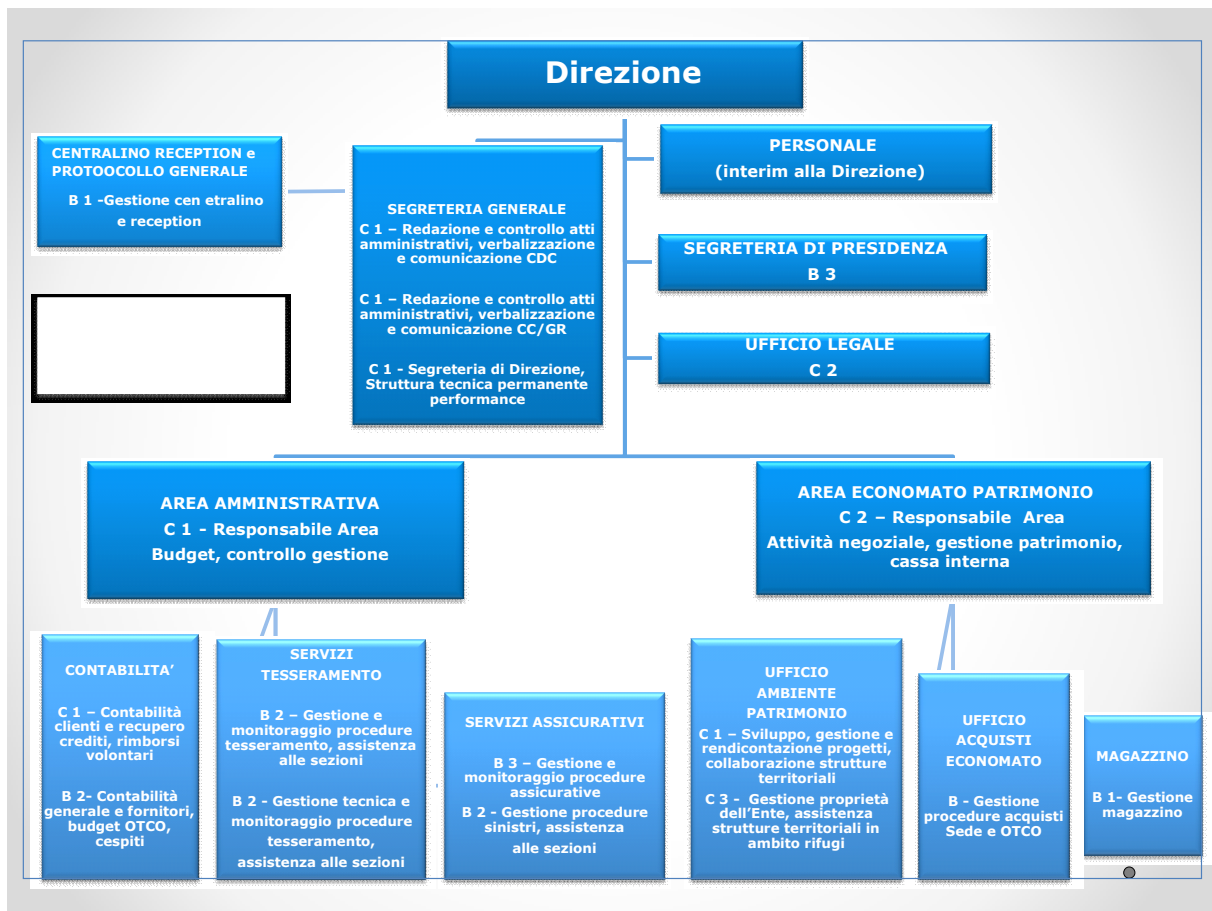 Direzione
CENTRALINO RECEPTION e
PROTOOCOLLO GENERALE
B 1 -Gestione cen etralino
e reception
SEGRETERIA GENERALE
C 1 – Redazione e controllo atti
amministrativi, verbalizzazione
e comunicazione CDC
C 1 – Redazione e controllo atti
amministrativi, verbalizzazione
e comunicazione CC/GR
C 1 - Segreteria di Direzione,
Struttura tecnica permanente
performance
PERSONALE
(interim alla Direzione)
SEGRETERIA DI PRESIDENZA
B 3
UFFICIO LEGALE
C 2
AREA AMMINISTRATIVA
C 1 - Responsabile Area
Budget, controllo gestione
AREA ECONOMATO PATRIMONIO
C 2 – Responsabile  Area
Attività negoziale, gestione patrimonio,
cassa interna
CONTABILITA’
C 1 – Contabilità
clienti e recupero
crediti, rimborsi
volontari
B 2- Contabilità
generale e fornitori,
budget OTCO,
cespiti
SERVIZI
TESSERAMENTO
B 2 – Gestione e
monitoraggio procedure
tesseramento, assistenza
alle sezioni
B 2 - Gestione tecnica e
monitoraggio procedure
tesseramento,
assistenza alle sezioni
SERVIZI ASSICURATIVI
B 3 – Gestione e
monitoraggio procedure
assicurative
B 2 - Gestione procedure
sinistri, assistenza
alle sezioni
UFFICIO
AMBIENTE
PATRIMONIO
C 1 – Sviluppo, gestione e
rendicontazione progetti,
collaborazione strutture
territoriali
C 3 -  Gestione proprietà
dell’Ente, assistenza
strutture territoriali in
ambito rifugi
UFFICIO
ACQUISTI
ECONOMATO
B - Gestione
procedure acquisti
Sede e OTCO
MAGAZZINO
B 1- Gestione
magazzino